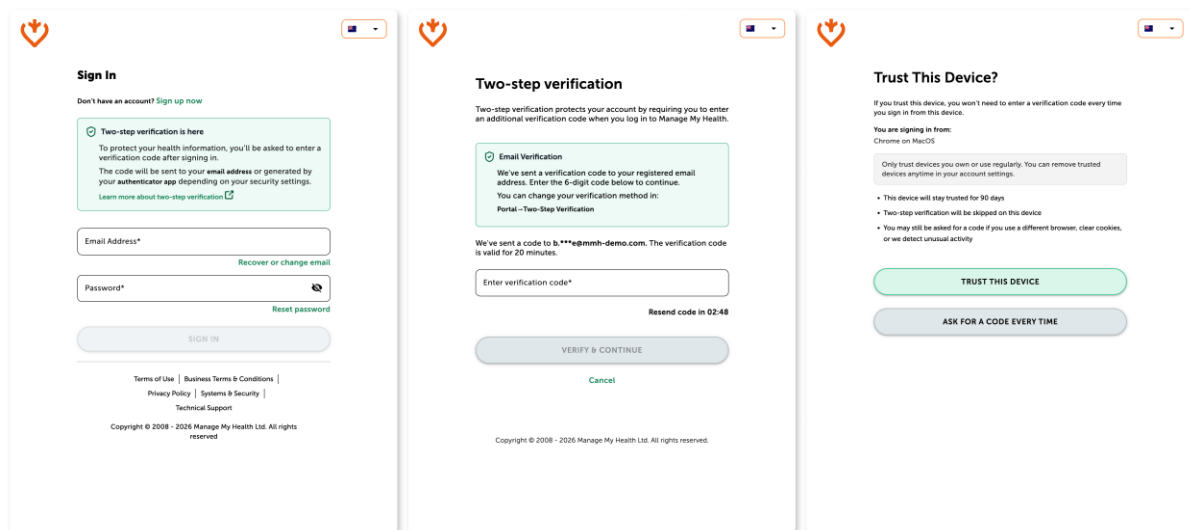 Sign In
Don't have an account? Sign up now
Two-step verification is here
To protect your health information, you'll be asked to enter a
verification code after signing in.
The code will be sent to your email address or generated by
your authenticator app depending on your security settings.
Learn more about two-step verification
Email Address*
Recover or change email
Password*
Reset password
SIGN IN
Terms of Use | Business Terms & Conditions |
Privacy Policy | Systems & Security |
Technical Support
Copyright © 2008 - 2026 Manage My Health Ltd. All rights
reserved
Two-step verification
Two-step verification protects your account by requiring you to enter
an additional verification code when you log in to Manage My Health.
Email Verification
We've sent a verification code to your registered email
address. Enter the 6-digit code below to continue.
You can change your verification method in:
Portal→Two-Step Verification
We've sent a code to b.***e@mmh-demo.com. The verification code
is valid for 20 minutes.
Enter verification code*
Resend code in 02:48
VERIFY & CONTINUE
Cancel
Copyright © 2008 - 2026 Manage My Health Ltd. All rights reserved.
Trust This Device?
If you trust this device, you won't need to enter a verification code every time
you sign in from this device.
You are signing in from:
Chrome on MacOS
Only trust devices you own or use regularly. You can remove trusted
devices anytime in your account settings.
• This device will stay trusted for 90 days
• Two-step verification will be skipped on this device
• You may still be asked for a code if you use a different browser, clear cookies,
or we detect unusual activity
TRUST THIS DEVICE
ASK FOR A CODE EVERY TIME